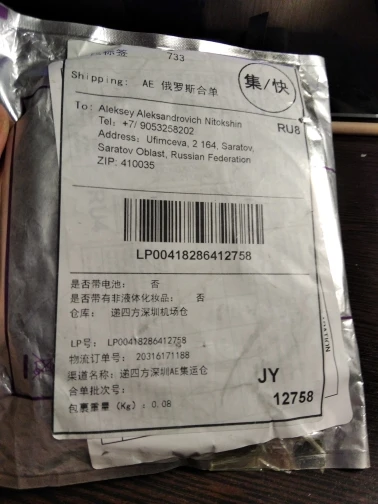 标签 733
Shipping: AE 俄罗斯合单
集/快
To: Aleksey Aleksandrovich Nitckshin
RU8
Tel: +7/ 9053258202
Address: Ufimceva, 2 164, Saratov,
Saratov Oblast, Russian Federation
ZIP: 410035
LP00418286412758
是否带电池: 否
是否带有非液体化妆品: 否
仓库: 递四方深圳机场仓
LP号: LP00418286412758
物流订单号: 20316171188
渠道名称: 递四方深圳AE集运仓
JY
合单批次号:
12758
包裹重量 (Kg): 0.08